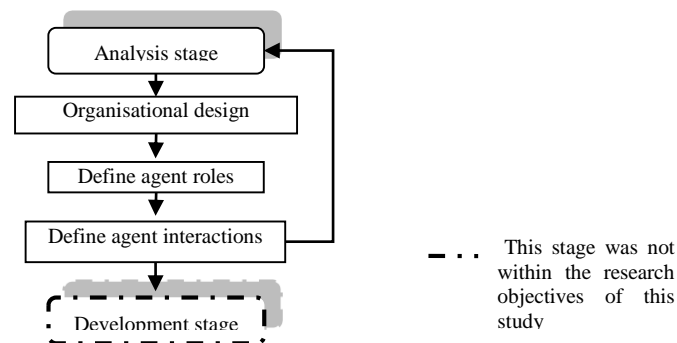 Analysis stage
Organisational design
Define agent roles
Define agent interactions
Development stage
This stage was not
within the research
objectives of this
study